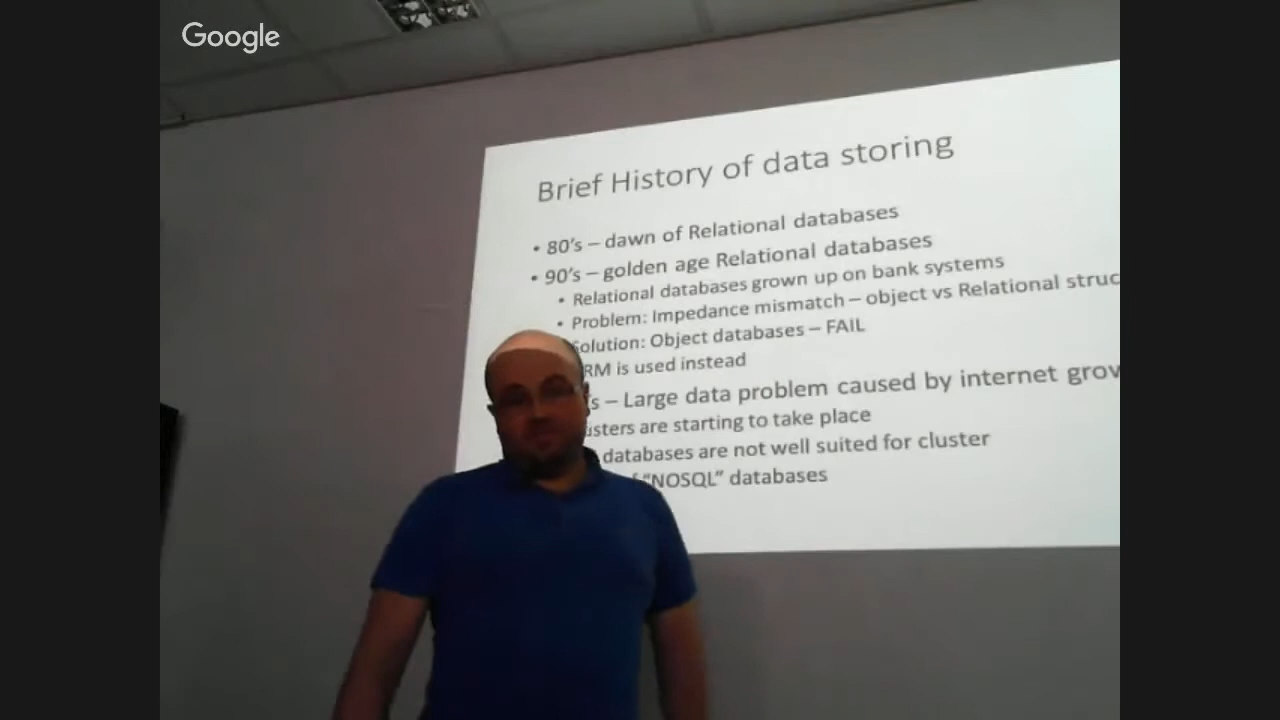 Google
Brief History of data storing
• 80's – dawn of Relational databases
• 90's – golden age Relational databases
• Relational databases grown up on bank systems
• Problem: Impedance mismatch – object vs Relational struc
Solution: Object databases – FAIL
RM is used instead
s – Large data problem caused by internet grow
usters are starting to take place
databases are not well suited for cluster
"NOSQL" databases